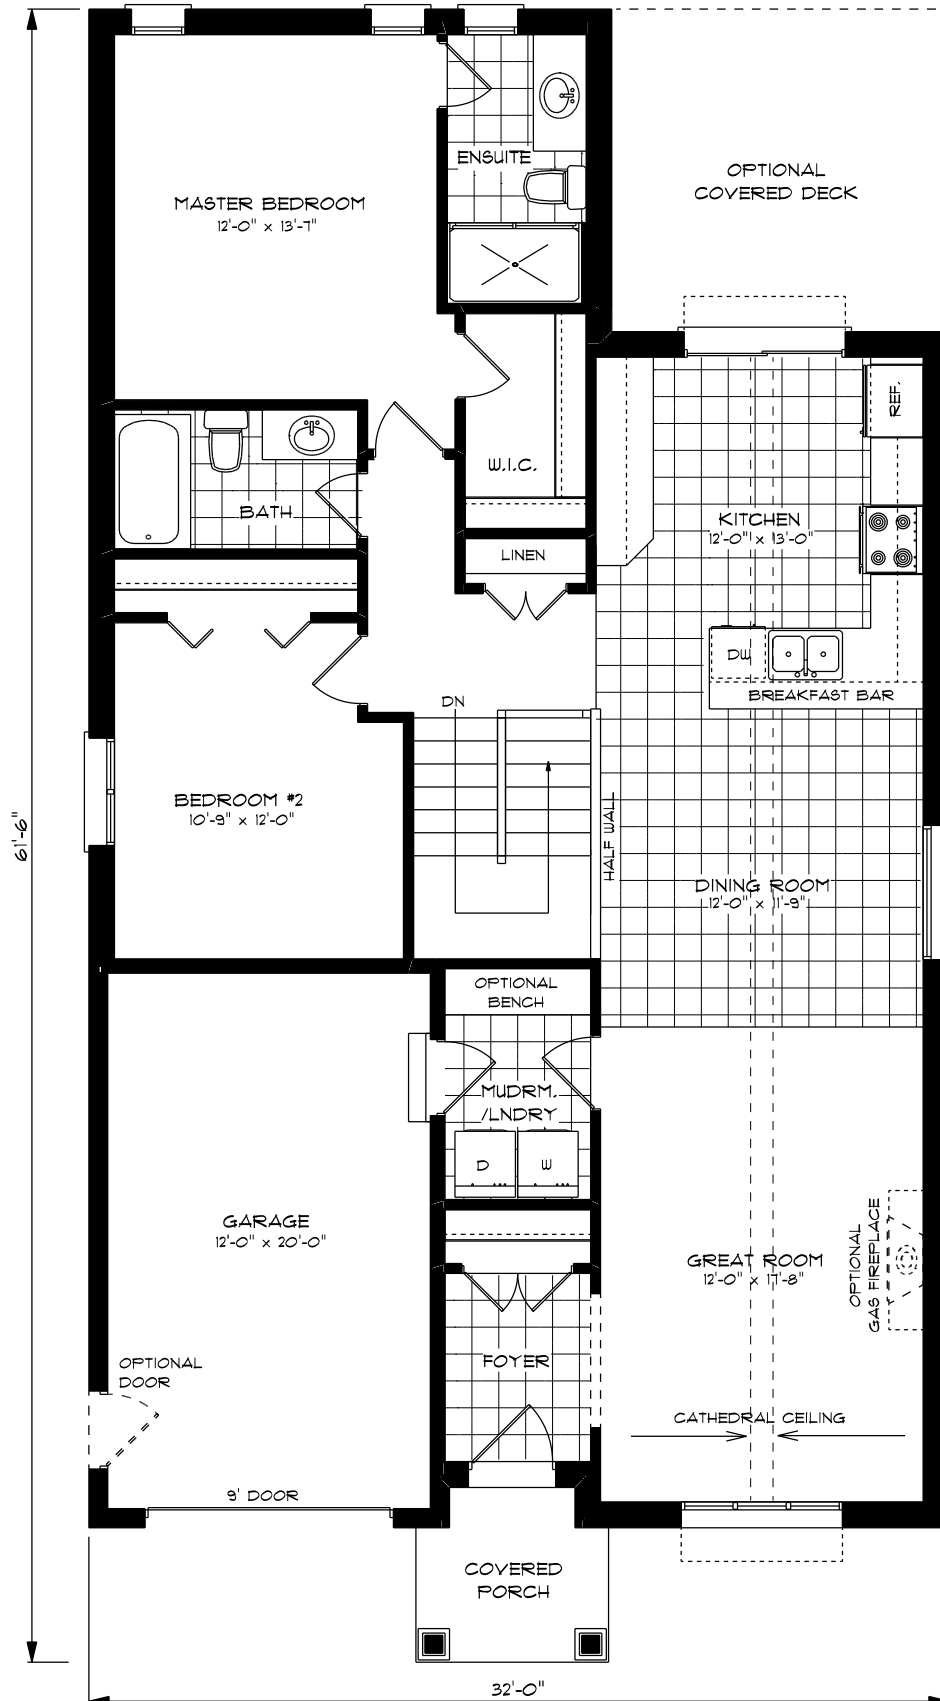 OPTIONAL
COVERED DECK
ENSUITE
MASTER BEDROOM
12'-0" x 13'-7"
REF.
W.I.C.
BATH
KITCHEN
12'-0" x 13'-0"
LINEN
DW
BREAKFAST BAR
DN
BEDROOM #2
10'-9" x 12'-0"
61'-6"
HALF WALL
DINING ROOM
12'-0" x 11'-9"
OPTIONAL
BENCH
MUDRM.
/LNDRY
D
W
GARAGE
12'-0" x 20'-0"
GREAT ROOM
12'-0" x 17'-8"
OPTIONAL
GAS FIREPLACE
OPTIONAL
DOOR
FOYER
CATHEDRAL CEILING
9' DOOR
COVERED
PORCH
32'-0"